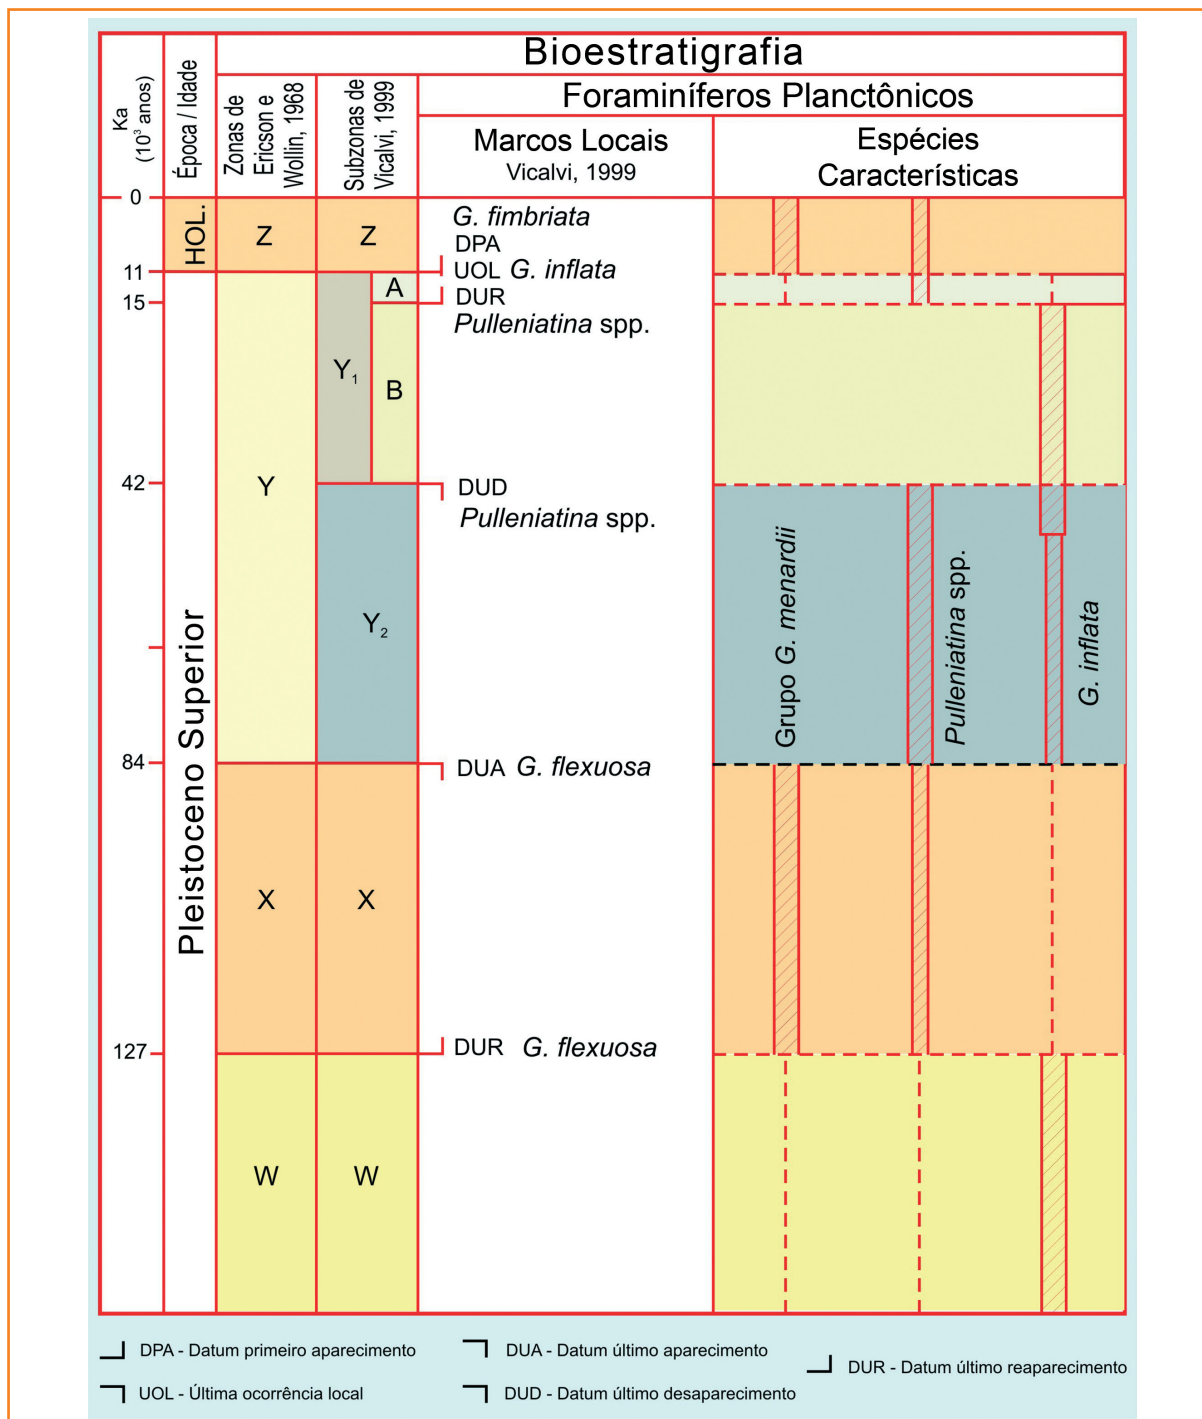 Bioestratigrafia
Ka
(10³ anos)
Época / Idade
Zonas de
Ericson e
Wollin, 1968
Subzonas de
Vicalvi, 1999
Foraminíferos Planctônicos
Marcos Locais
Vicalvi, 1999
Espécies
Características
0
HOL.
Z
Z
G. fimbriata
DPA
11
UOL G. inflata
A
15
DUR
Pulleniatina spp.
Y₁
B
42
Y
DUD
Pulleniatina spp.
Y₂
Grupo G. menardii
Pulleniatina spp.
G. inflata
Pleistoceno Superior
84
DUA G. flexuosa
X
X
127
DUR G. flexuosa
W
W
DPA - Datum primeiro aparecimento
DUA - Datum último aparecimento
DUR - Datum último reaparecimento
UOL - Última ocorrência local
DUD - Datum último desaparecimento